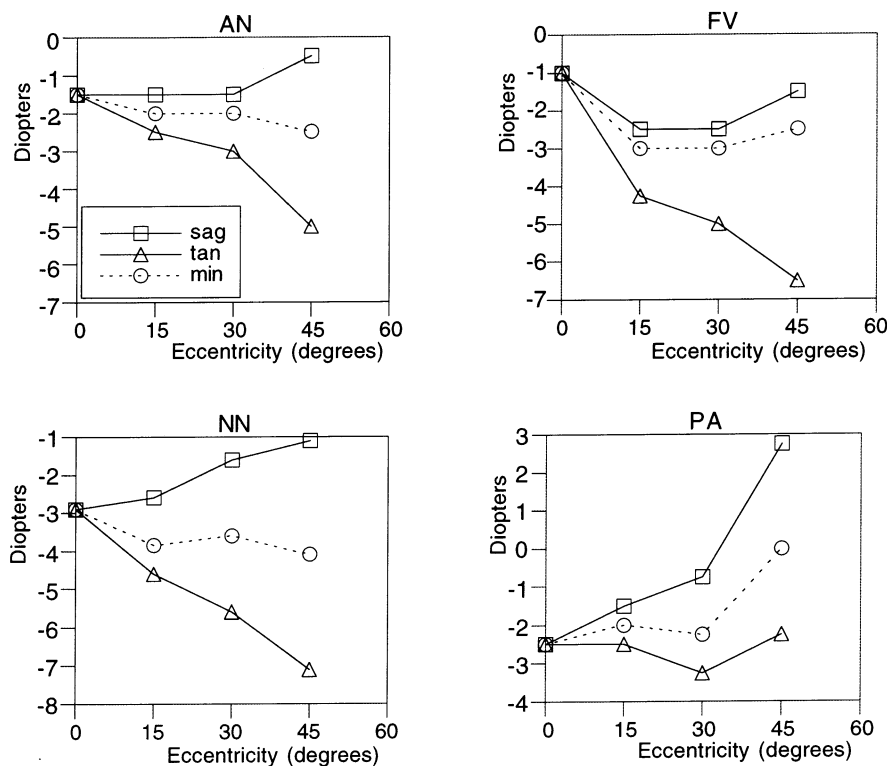 AN
0
-1
-2
-3
-4
-5
-6
-7
Diopters
sag
tan
min
0 15 30 45 60
Eccentricity (degrees)
FV
0
-1
-2
-3
-4
-5
-6
-7
Diopters
0 15 30 45 60
Eccentricity (degrees)
NN
-1
-2
-3
-4
-5
-6
-7
-8
Diopters
0 15 30 45 60
Eccentricity (degrees)
PA
3
2
1
0
-1
-2
-3
-4
Diopters
0 15 30 45 60
Eccentricity (degrees)